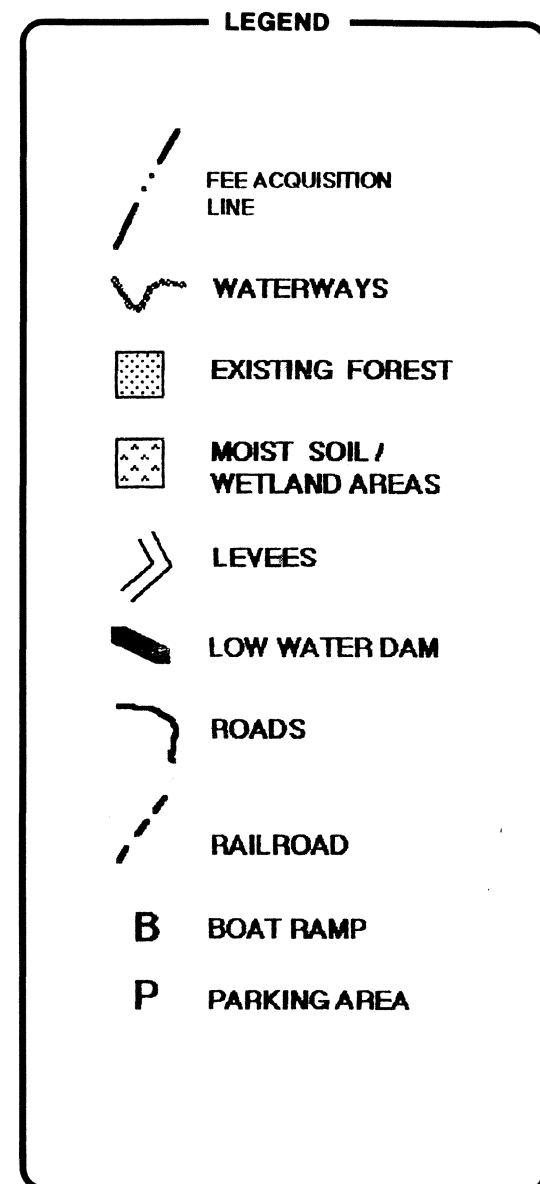 LEGEND
FEE ACQUISITION
LINE
WATERWAYS
EXISTING FOREST
MOIST SOIL /
WETLAND AREAS
LEVEES
LOW WATER DAM
ROADS
RAILROAD
B BOAT RAMP
P PARKING AREA